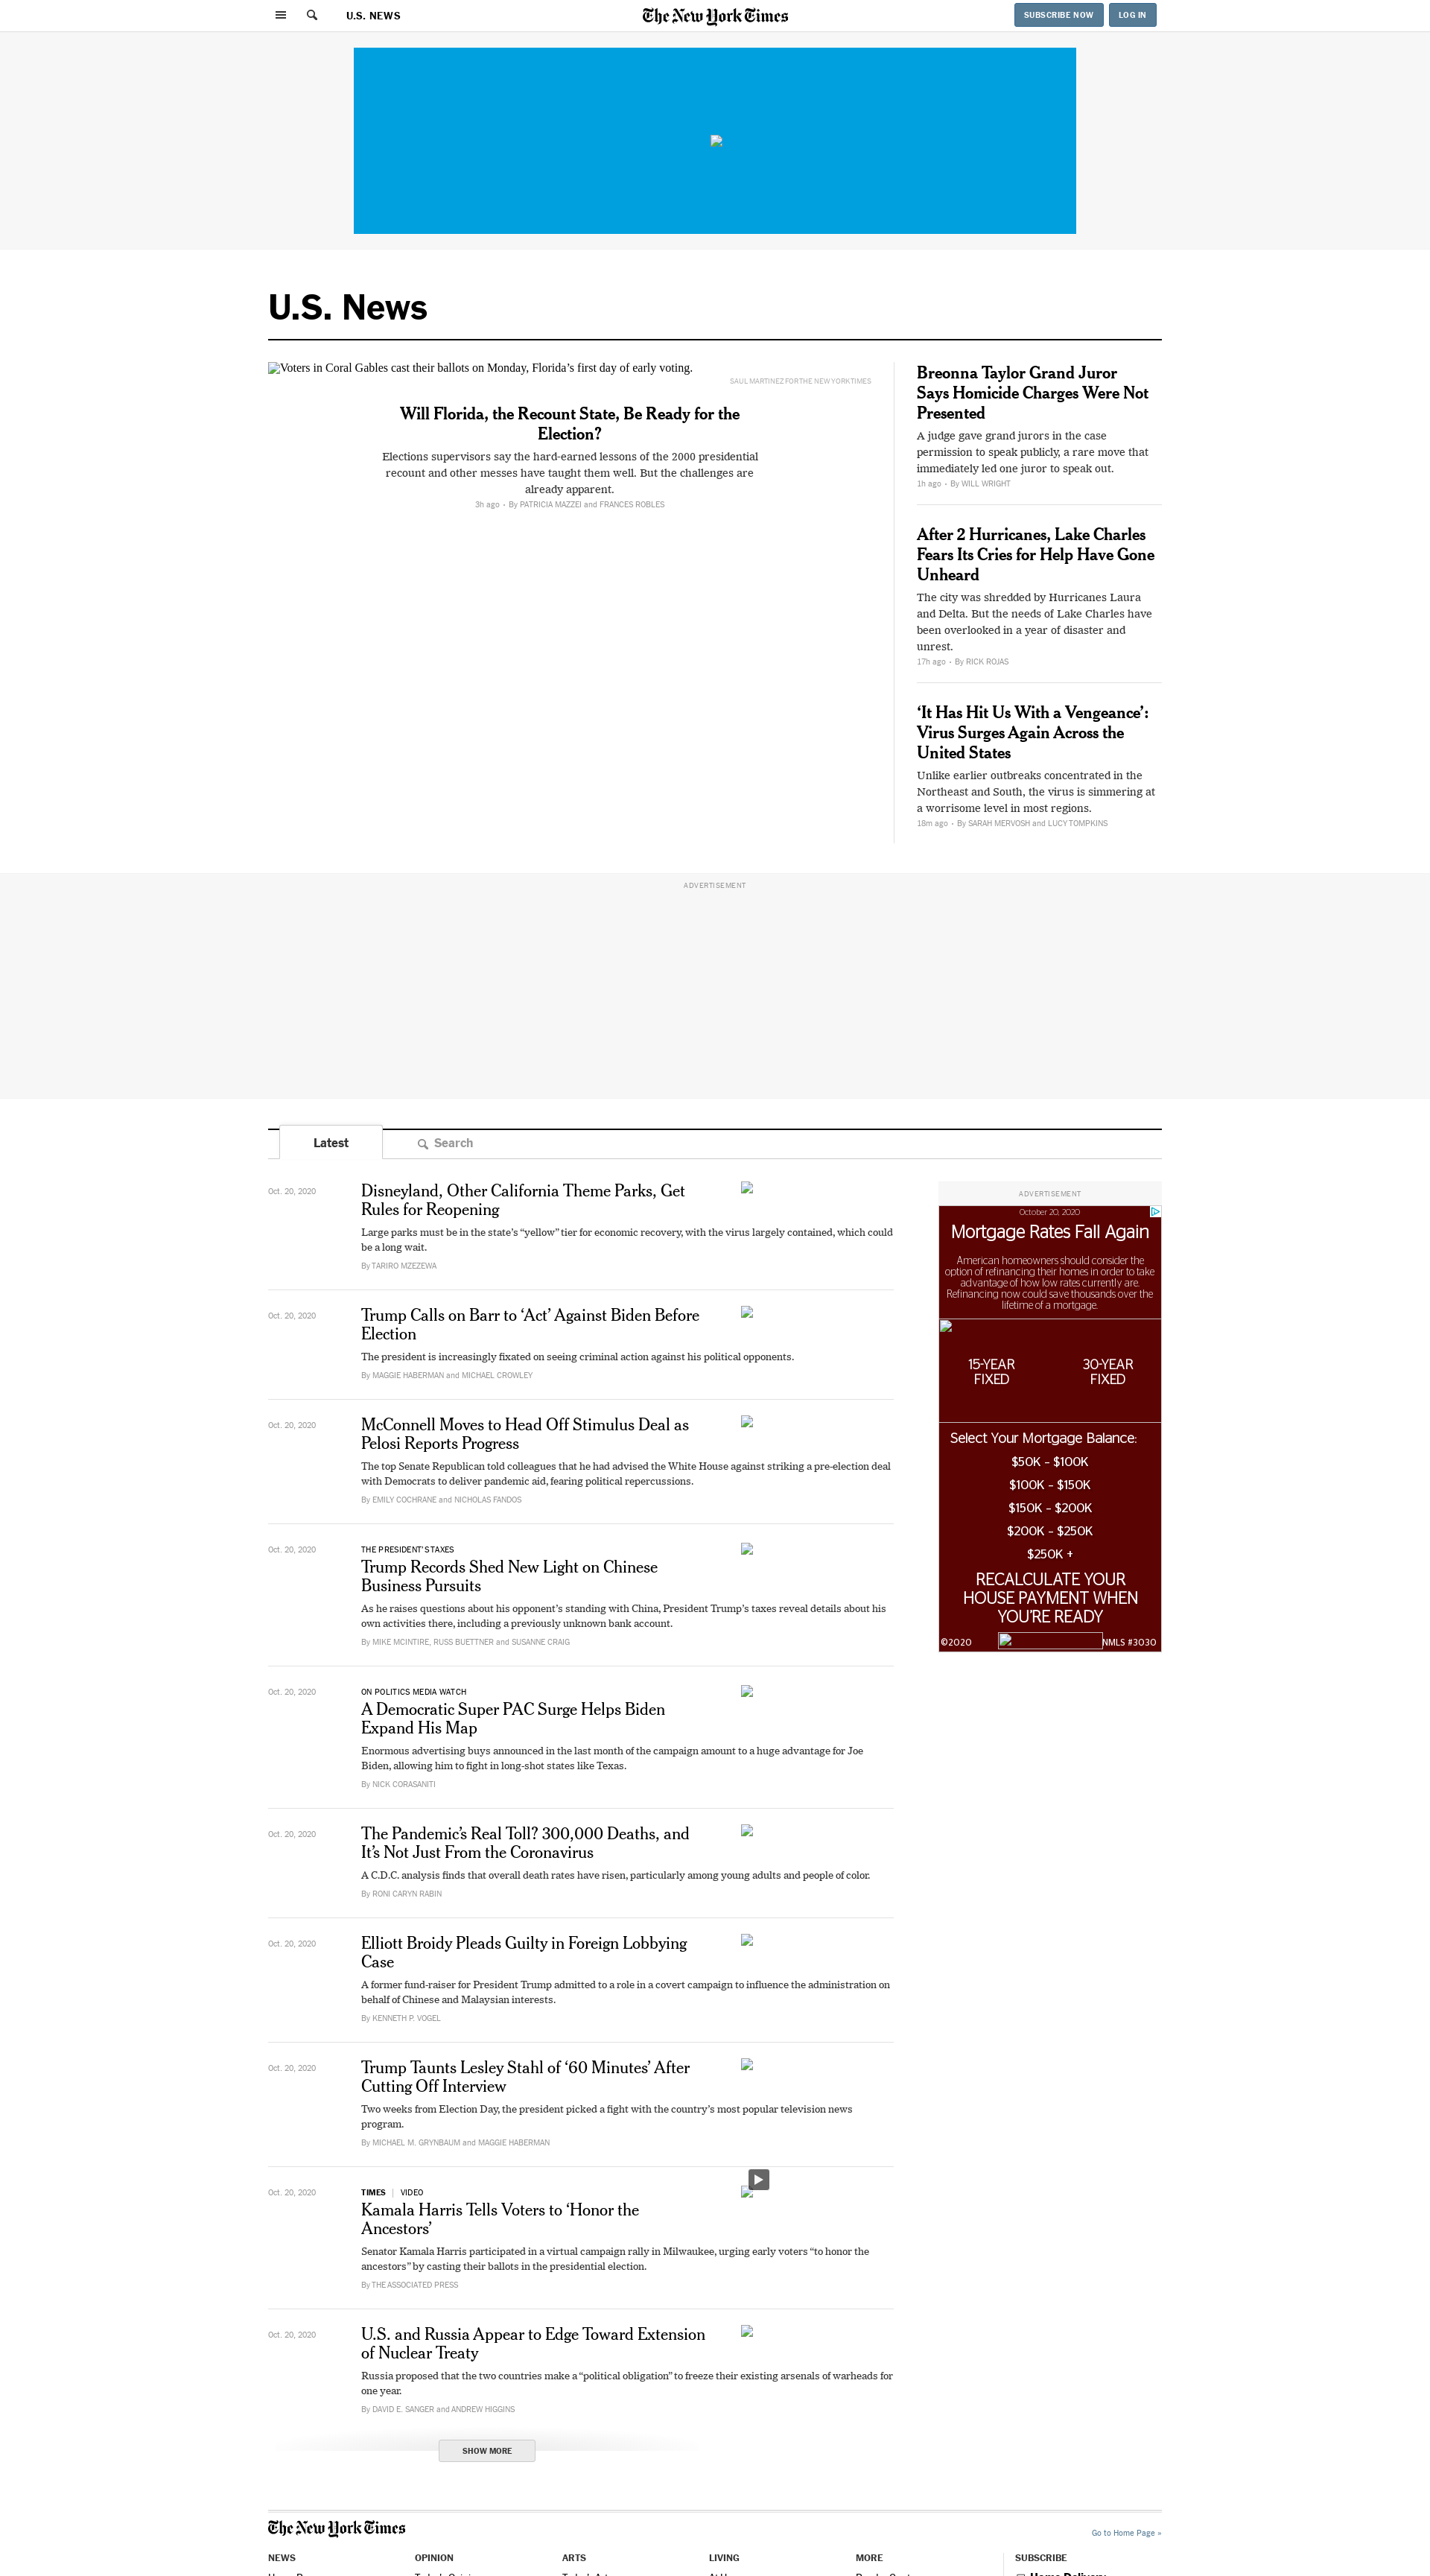 U.S. NEWS
The New York Times
SUBSCRIBE NOW
LOG IN
U.S. News
Voters in Coral Gables cast their ballots on Monday, Florida’s first day of early voting.
SAUL MARTINEZ FOR THE NEW YORK TIMES
Will Florida, the Recount State, Be Ready for the
Election?
Elections supervisors say the hard-earned lessons of the 2000 presidential
recount and other messes have taught them well. But the challenges are
already apparent.
3h ago • By PATRICIA MAZZEI and FRANCES ROBLES
Breonna Taylor Grand Juror
Says Homicide Charges Were Not
Presented
A judge gave grand jurors in the case
permission to speak publicly, a rare move that
immediately led one juror to speak out.
1h ago • By WILL WRIGHT
After 2 Hurricanes, Lake Charles
Fears Its Cries for Help Have Gone
Unheard
The city was shredded by Hurricanes Laura
and Delta. But the needs of Lake Charles have
been overlooked in a year of disaster and
unrest.
17h ago • By RICK ROJAS
‘It Has Hit Us With a Vengeance’:
Virus Surges Again Across the
United States
Unlike earlier outbreaks concentrated in the
Northeast and South, the virus is simmering at
a worrisome level in most regions.
18m ago • By SARAH MERVOSH and LUCY TOMPKINS
ADVERTISEMENT
Latest
Search
Oct. 20, 2020
Disneyland, Other California Theme Parks, Get
Rules for Reopening
Large parks must be in the state’s “yellow” tier for economic recovery, with the virus largely contained, which could
be a long wait.
By TARIRO MZEZEWA
Oct. 20, 2020
Trump Calls on Barr to ‘Act’ Against Biden Before
Election
The president is increasingly fixated on seeing criminal action against his political opponents.
By MAGGIE HABERMAN and MICHAEL CROWLEY
Oct. 20, 2020
McConnell Moves to Head Off Stimulus Deal as
Pelosi Reports Progress
The top Senate Republican told colleagues that he had advised the White House against striking a pre-election deal
with Democrats to deliver pandemic aid, fearing political repercussions.
By EMILY COCHRANE and NICHOLAS FANDOS
Oct. 20, 2020
THE PRESIDENT'S TAXES
Trump Records Shed New Light on Chinese
Business Pursuits
As he raises questions about his opponent’s standing with China, President Trump’s taxes reveal details about his
own activities there, including a previously unknown bank account.
By MIKE MCINTIRE, RUSS BUETTNER and SUSANNE CRAIG
Oct. 20, 2020
ON POLITICS MEDIA WATCH
A Democratic Super PAC Surge Helps Biden
Expand His Map
Enormous advertising buys announced in the last month of the campaign amount to a huge advantage for Joe
Biden, allowing him to fight in long-shot states like Texas.
By NICK CORASANITI
Oct. 20, 2020
The Pandemic’s Real Toll? 300,000 Deaths, and
It’s Not Just From the Coronavirus
A C.D.C. analysis finds that overall death rates have risen, particularly among young adults and people of color.
By RONI CARYN RABIN
Oct. 20, 2020
Elliott Broidy Pleads Guilty in Foreign Lobbying
Case
A former fund-raiser for President Trump admitted to a role in a covert campaign to influence the administration on
behalf of Chinese and Malaysian interests.
By KENNETH P. VOGEL
Oct. 20, 2020
Trump Taunts Lesley Stahl of ‘60 Minutes’ After
Cutting Off Interview
Two weeks from Election Day, the president picked a fight with the country’s most popular television news
program.
By MICHAEL M. GRYNBAUM and MAGGIE HABERMAN
Oct. 20, 2020
TIMES | VIDEO
Kamala Harris Tells Voters to ‘Honor the
Ancestors’
Senator Kamala Harris participated in a virtual campaign rally in Milwaukee, urging early voters “to honor the
ancestors” by casting their ballots in the presidential election.
By THE ASSOCIATED PRESS
Oct. 20, 2020
U.S. and Russia Appear to Edge Toward Extension
of Nuclear Treaty
Russia proposed that the two countries make a “political obligation” to freeze their existing arsenals of warheads for
one year.
By DAVID E. SANGER and ANDREW HIGGINS
SHOW MORE
ADVERTISEMENT
October 20, 2020
Mortgage Rates Fall Again
American homeowners should consider the
option of refinancing their homes in order to take
advantage of how low rates currently are.
Refinancing now could save thousands over the
lifetime of a mortgage.
15-YEAR
FIXED
30-YEAR
FIXED
Select Your Mortgage Balance:
$50K - $100K
$100K - $150K
$150K - $200K
$200K - $250K
$250K +
RECALCULATE YOUR
HOUSE PAYMENT WHEN
YOU'RE READY
©2020
NMLS #3030
The New York Times
Go to Home Page »
NEWS
OPINION
ARTS
LIVING
MORE
SUBSCRIBE